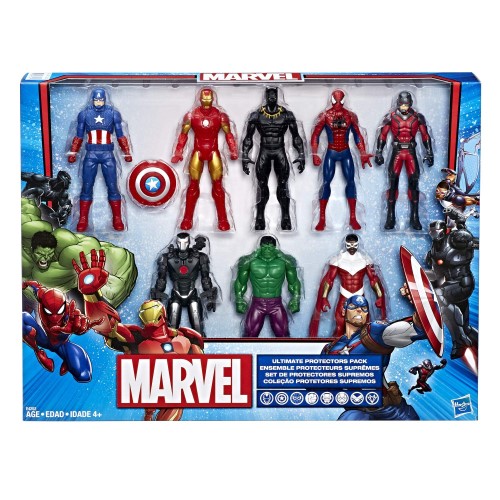 MARVEL
MARVEL
ULTIMATE PROTECTORS PACK
ENSEMBLE PROTECTEURS SUPRÊMES
SET DE PROTECTORES SUPREMOS
COLEÇÃO PROTETORES SUPREMOS
AGE • EDAD • IDADE 4+
Hasbro